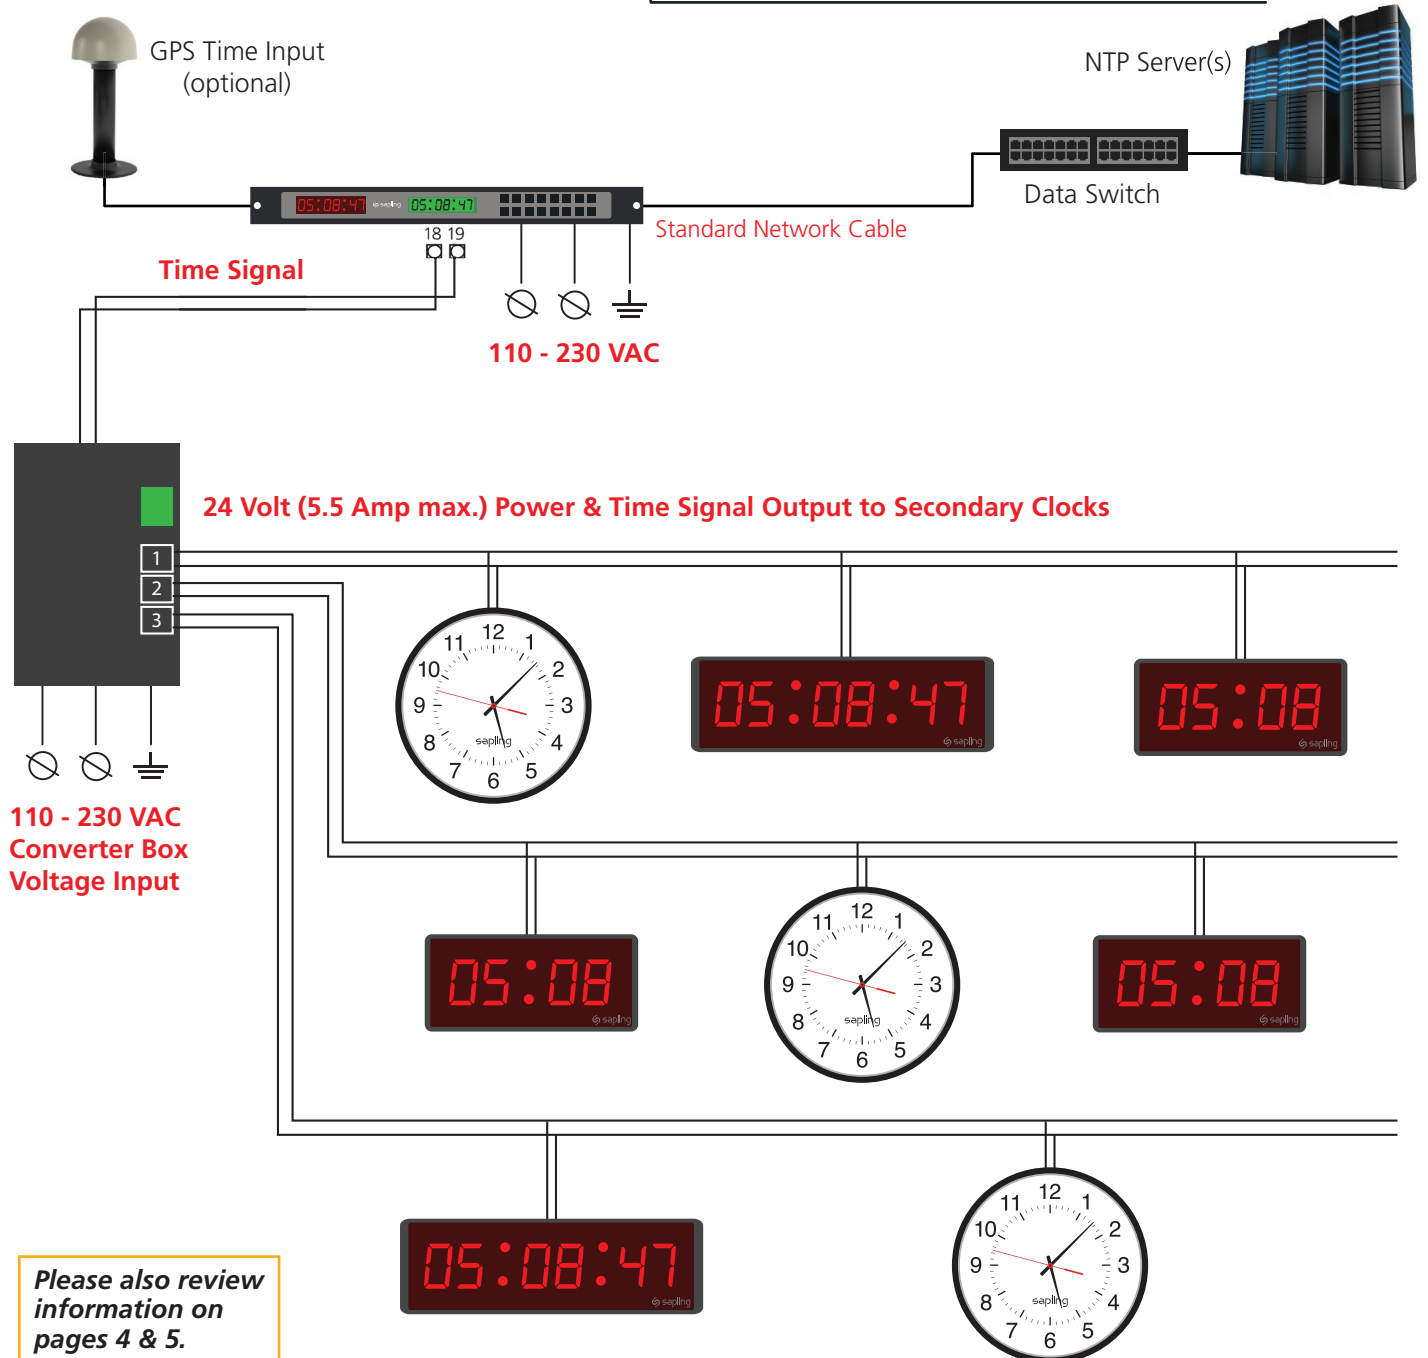 GPS Time Input
(optional)
NTP Server(s)
Data Switch
05:08:47 sapling 05:08:47
Standard Network Cable
18 19
Time Signal
110 - 230 VAC
24 Volt (5.5 Amp max.) Power & Time Signal Output to Secondary Clocks
1
2
3
12
1
2
3
4
5
6
7
8
9
10
11
sapling
05:08:47
sapling
05:08
sapling
110 - 230 VAC
Converter Box
Voltage Input
05:08
sapling
12
1
2
3
4
5
6
7
8
9
10
11
sapling
05:08
sapling
05:08:47
sapling
12
1
2
3
4
5
6
7
8
9
10
11
sapling
Please also review
information on
pages 4 & 5.